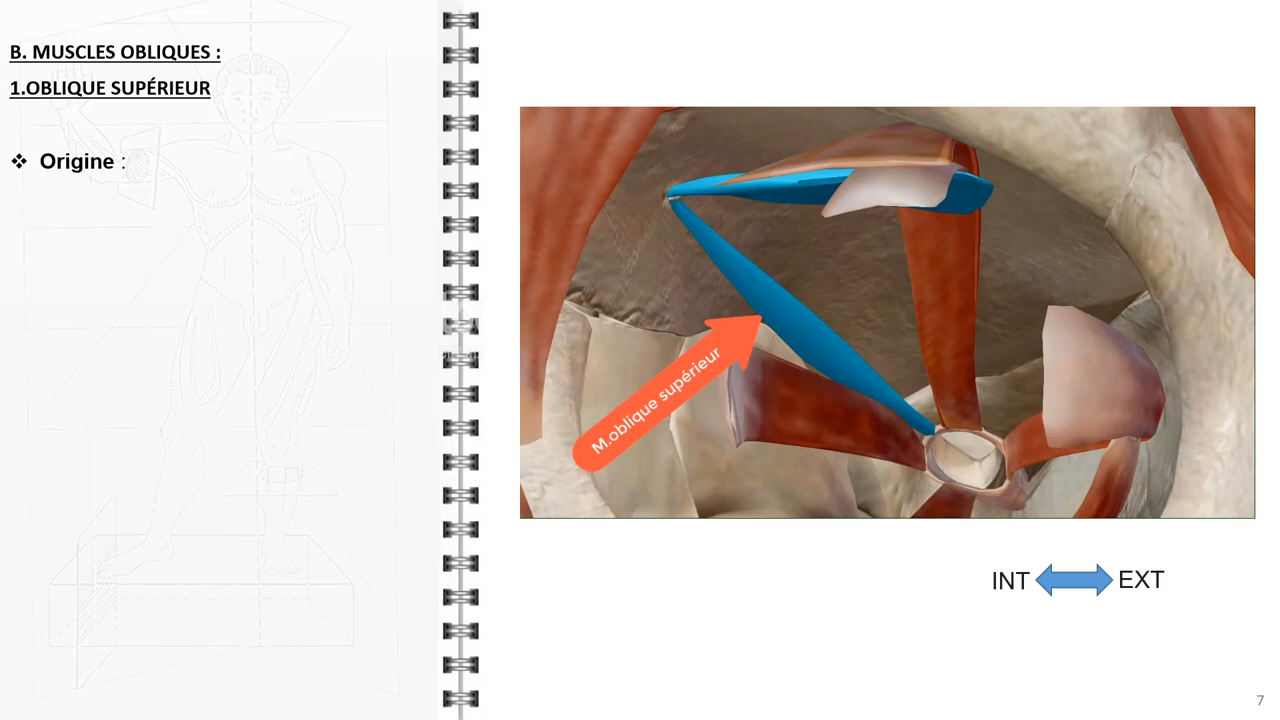 B. MUSCLES OBLIQUES :
1.OBLIQUE SUPÉRIEUR
❖ Origine :
M.oblique supérieur
INT EXT
7